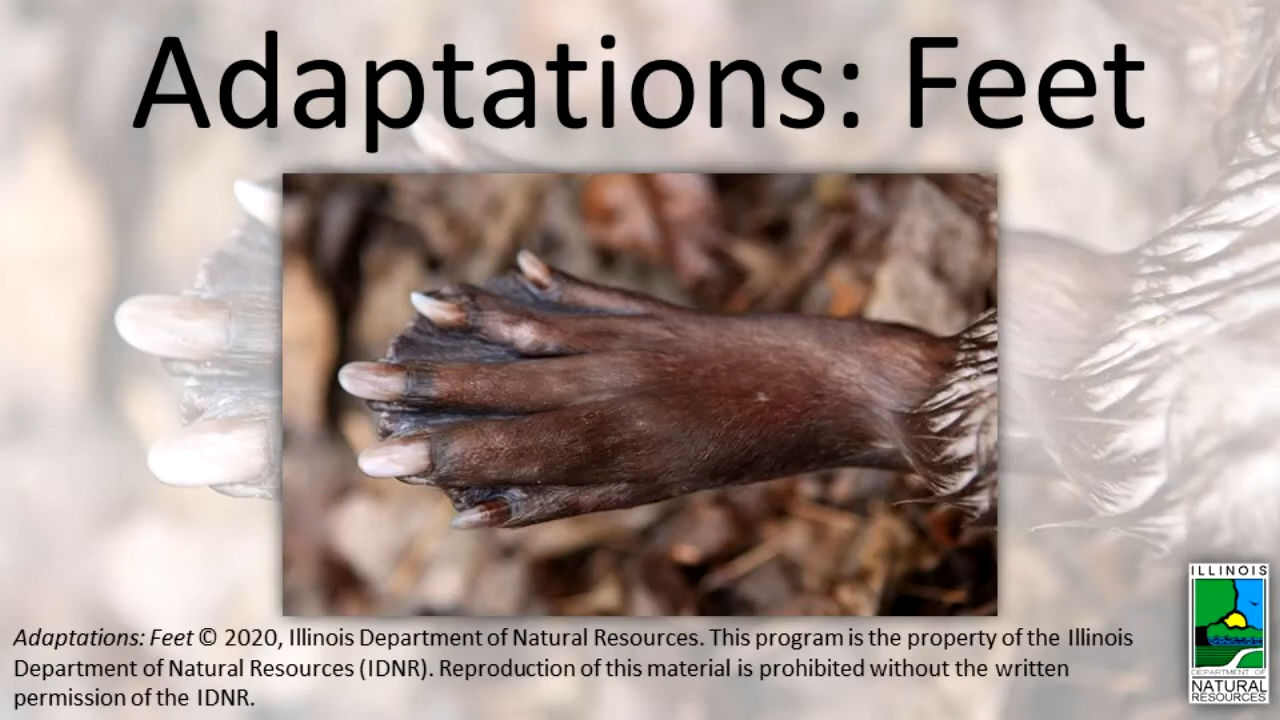 Adaptations: Feet
Adaptations: Feet © 2020, Illinois Department of Natural Resources. This program is the property of the Illinois
Department of Natural Resources (IDNR). Reproduction of this material is prohibited without the written
permission of the IDNR.
ILLINOIS
DEPARTMENT OF
NATURAL
RESOURCES